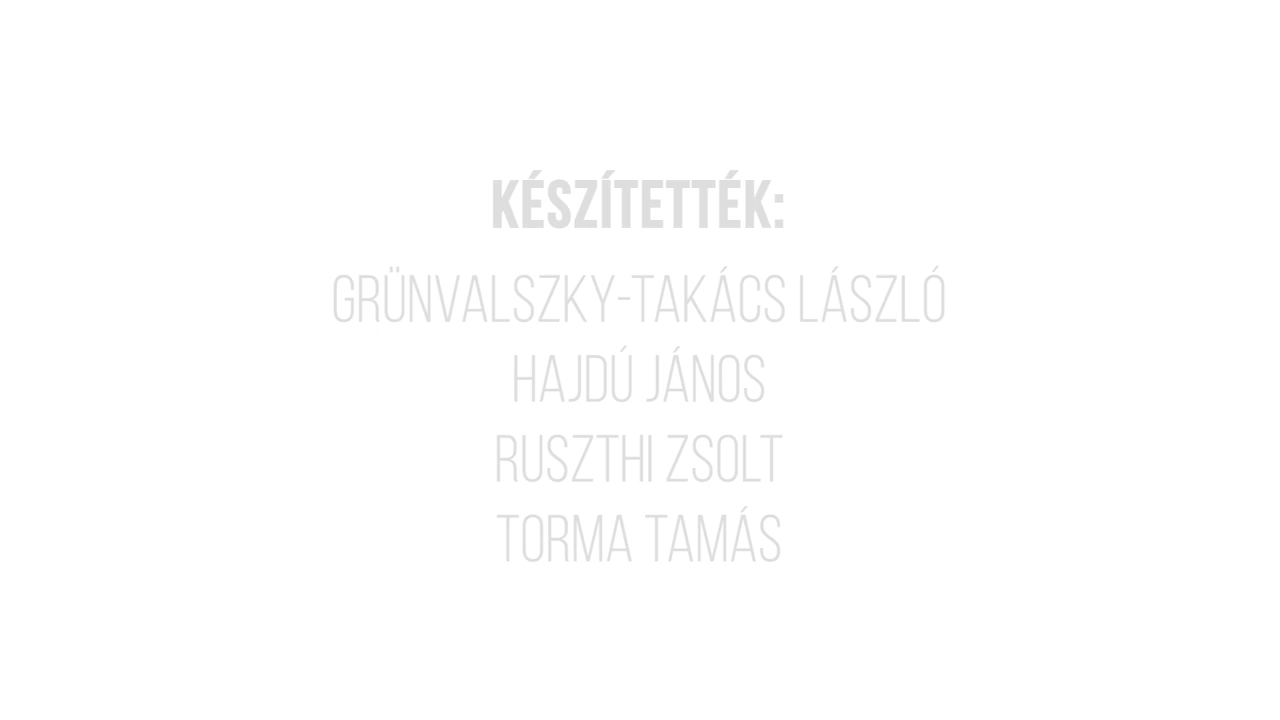 KÉSZÍTETTÉK:
GRÜNVALSZKY-TAKÁCS LÁSZLÓ
HAJDÚ JÁNOS
RUSZTHI ZSOLT
TORMA TAMÁS